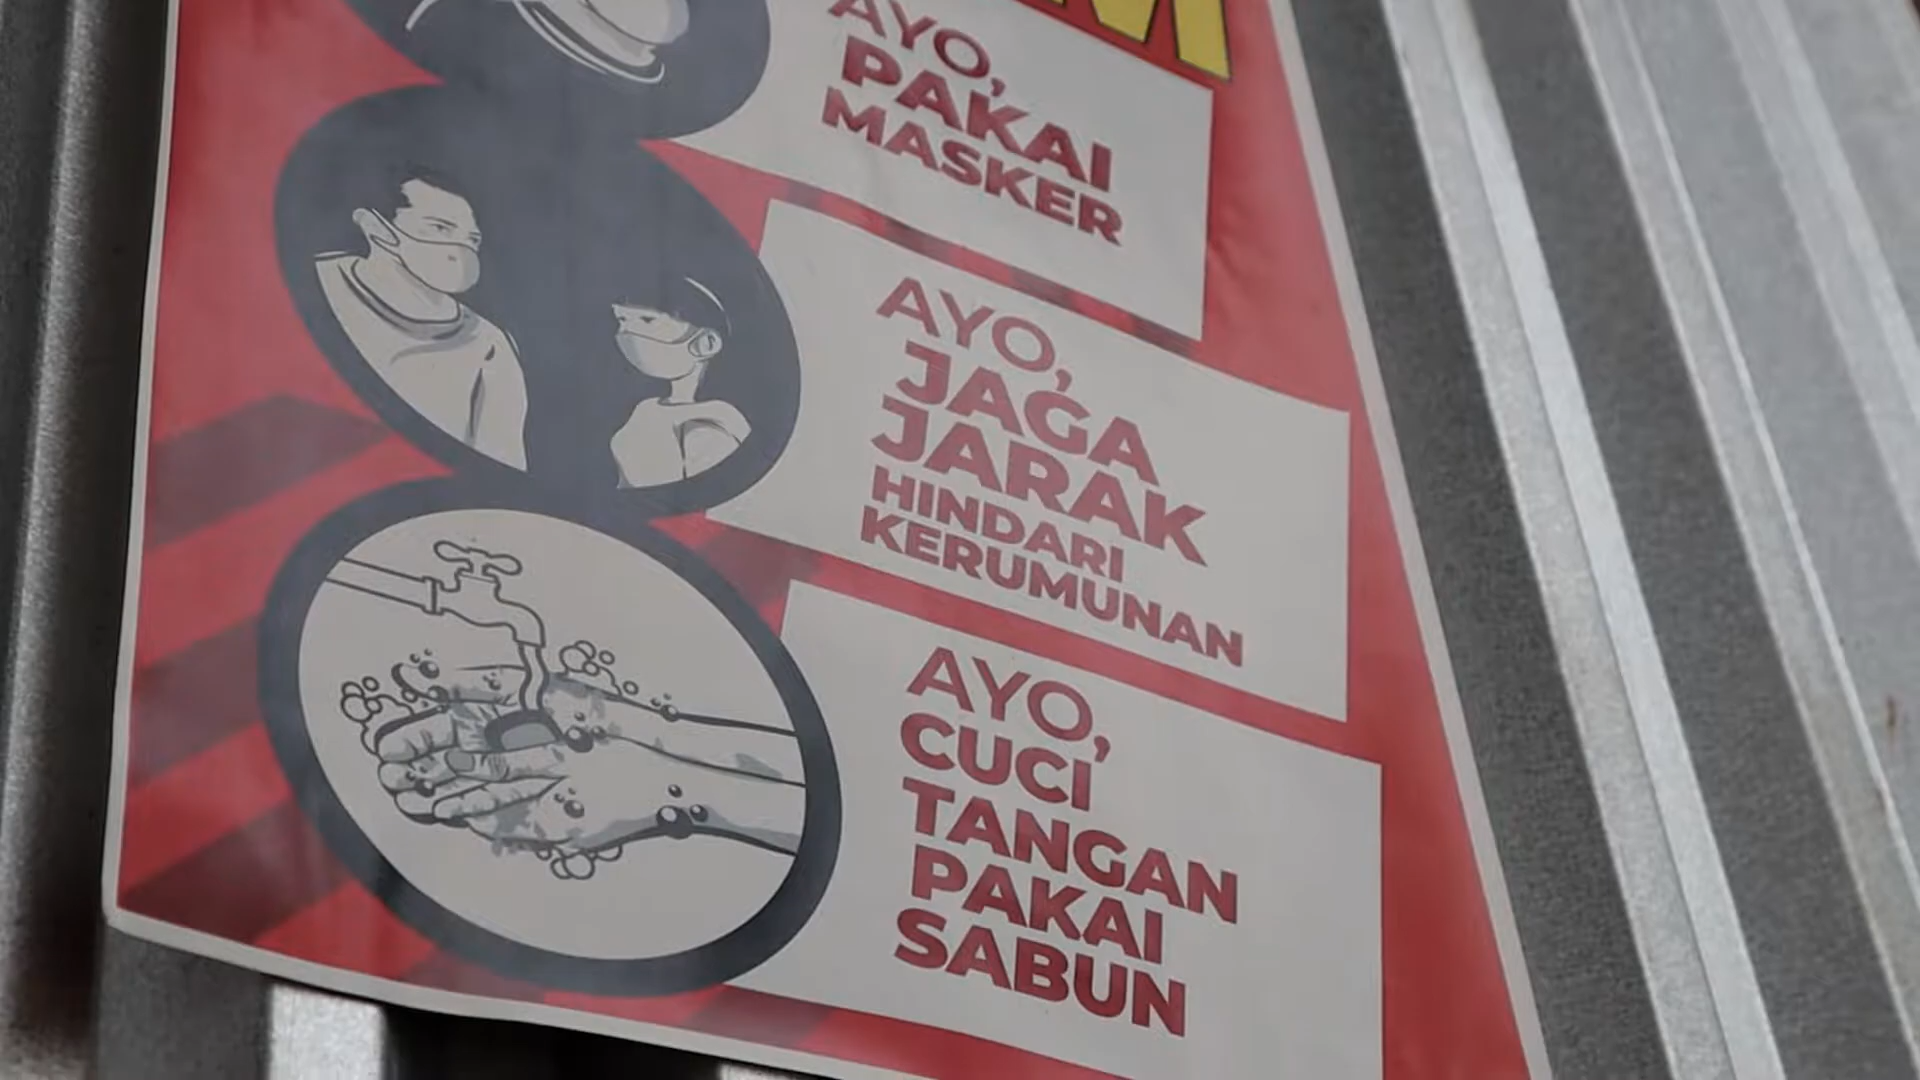 AYO,
PAKAI
MASKER
AYO,
JAGA
JARAK
HINDARI
KERUMUNAN
AYO,
CUCI
TANGAN
PAKAI
SABUN